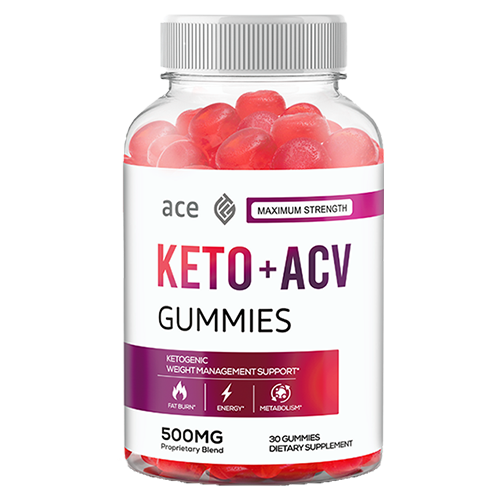 ace
MAXIMUM STRENGTH
KETO + ACV
GUMMIES
KETOGENIC
WEIGHT MANAGEMENT SUPPORT*
FAT BURN* ENERGY* METABOLISM*
500MG
Proprietary Blend
30 GUMMIES
DIETARY SUPPLEMENT